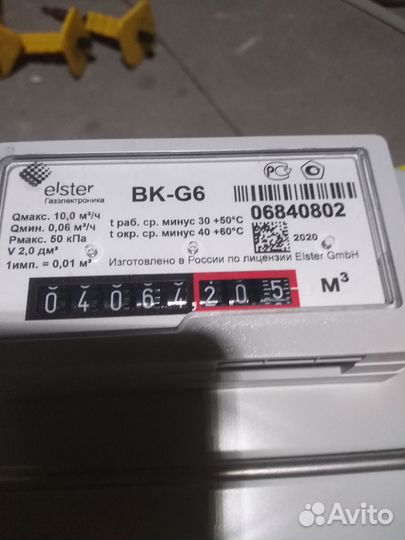 elster
Газэлектроника
BK-G6
06840802
Qмакс. 10,0 м³/ч
Qмин. 0,06 м³/ч
Pмакс. 50 кПа
V 2,0 дм³
1имп. = 0,01 м³
t раб. ср. минус 30 +50°C
t окр. ср. минус 40 +60°C
2020
Изготовлено в России по лицензии Elster GmbH
04064,205 м³
Avito